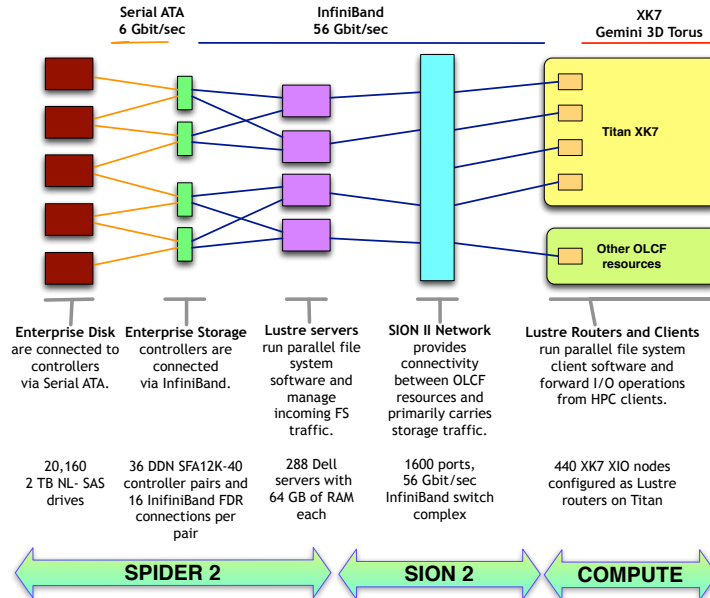 Serial ATA
6 Gbit/sec
InfiniBand
56 Gbit/sec
XK7
Gemini 3D Torus
Titan XK7
Other OLCF
resources
Enterprise Disk
are connected to
controllers
via Serial ATA.
Enterprise Storage
controllers are
connected
via InfiniBand.
Lustre servers
run parallel file
system
software and
manage
incoming FS
traffic.
SION II Network
provides
connectivity
between OLCF
resources and
primarily carries
storage traffic.
Lustre Routers and Clients
run parallel file system
client software and
forward I/O operations
from HPC clients.
20,160
2 TB NL- SAS
drives
36 DDN SFA12K-40
controller pairs and
16 InifiniBand FDR
connections per
pair
288 Dell
servers with
64 GB of RAM
each
1600 ports,
56 Gbit/sec
InfiniBand switch
complex
440 XK7 XIO nodes
configured as Lustre
routers on Titan
SPIDER 2
SION 2
COMPUTE